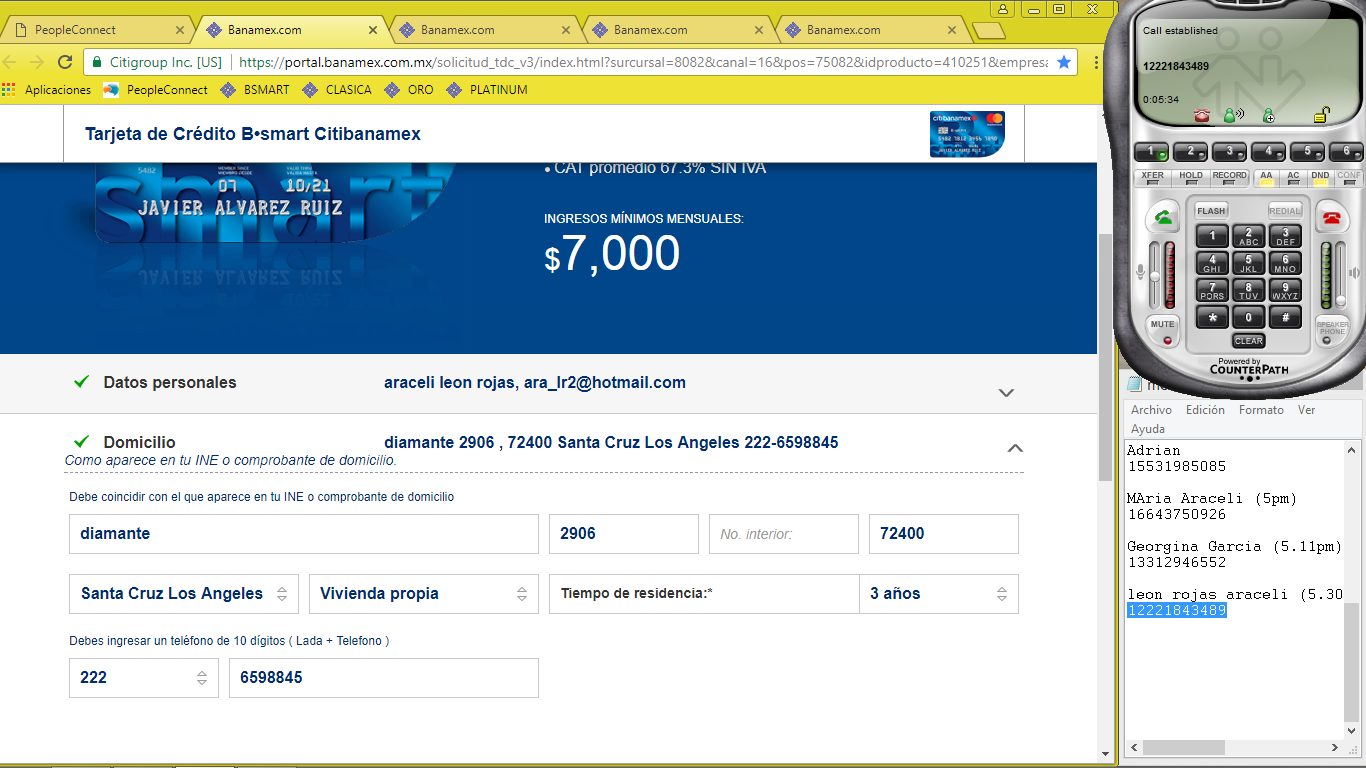 PeopleConnect
Banamex.com
Banamex.com
Banamex.com
Banamex.com
Citigroup Inc. [US]
https://portal.banamex.com.mx/solicitud_tdc_v3/index.html?sursursal=8082&canal=16&pos=75082&idproducto=410251&empresa
Aplicaciones PeopleConnect BSMART CLASICA ORO PLATINUM
Tarjeta de Crédito B•smart Citibanamex
citibanamex
5482 7812 3456 7890
5482
07 10/21
smart
JAVIER ALVAREZ RUIZ
• CAT promedio 67.3% SIN IVA
INGRESOS MÍNIMOS MENSUALES:
$7,000
Datos personales araceli leon rojas, ara_lr2@hotmail.com
Domicilio diamante 2906 , 72400 Santa Cruz Los Angeles 222-6598845
Como aparece en tu INE o comprobante de domicilio.
Debe coincidir con el que aparece en tu INE o comprobante de domicilio
diamante 2906 No. interior: 72400
Santa Cruz Los Angeles Vivienda propia Tiempo de residencia:* 3 años
Debes ingresar un teléfono de 10 dígitos ( Lada + Telefono )
222 6598845
Call established
12221843489
0:05:34
1 2 3 4 5 6
XFER HOLD RECORD AA AC DND CONF
FLASH REDIAL
1 2 ABC 3 DEF
4 GHI 5 JKL 6 MNO
7 PQRS 8 TUV 9 WXYZ
* 0 #
MUTE SPEAKER PHONE
CLEAR
Powered by
COUNTERPATH
Archivo Edición Formato Ver
Ayuda
Adrian
15531985085
MAria Araceli (5pm)
16643750926
Georgina Garcia (5.11pm)
13312946552
leon rojas araceli (5.30
12221843489